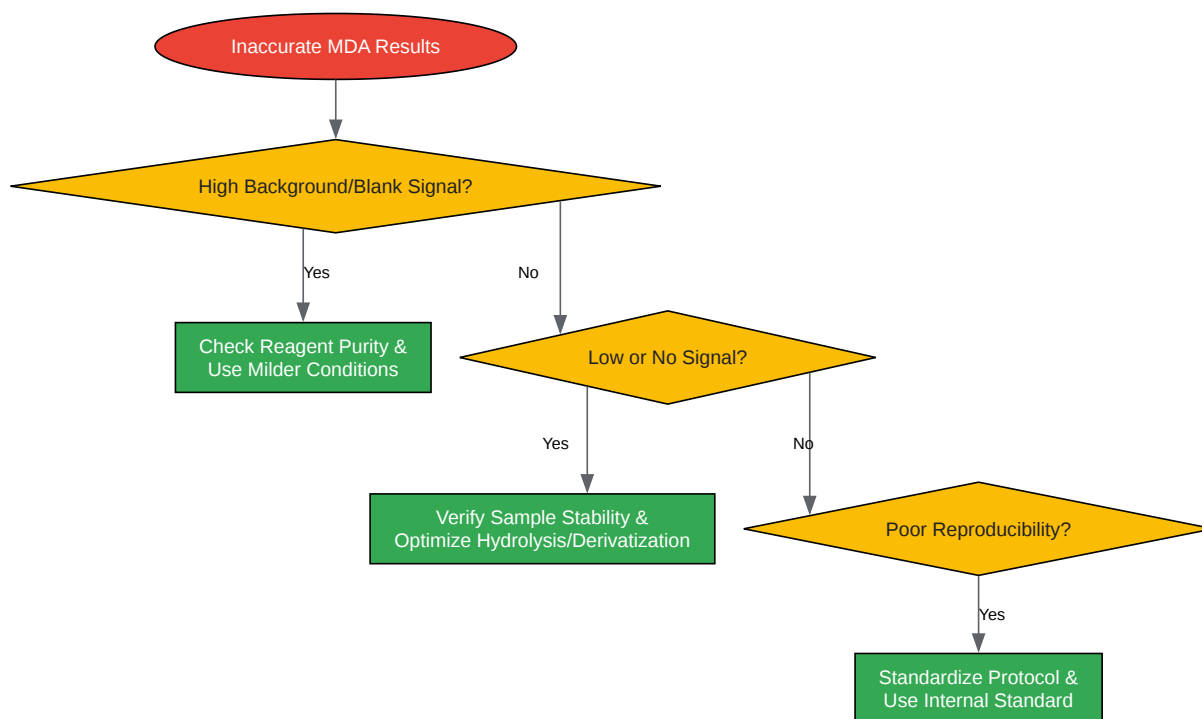 Inaccurate MDA Results
High Background/Blank Signal?
Yes
No
Check Reagent Purity &
Use Milder Conditions
Low or No Signal?
Yes
No
Verify Sample Stability &
Optimize Hydrolysis/Derivatization
Poor Reproducibility?
Yes
Standardize Protocol &
Use Internal Standard